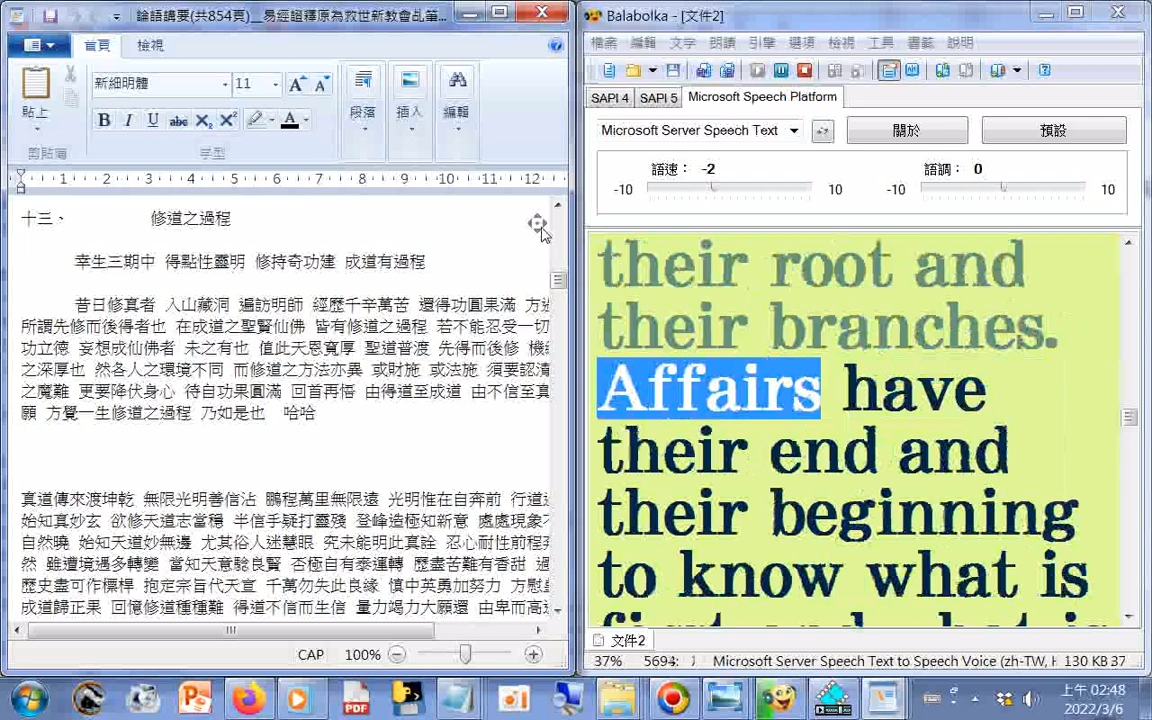 論語講要(共854頁)__易經證釋原為救世新教會乩筆...
首頁 檢視
新細明體 11
貼上
B I U abc X₂ X² A
段落 插入 編輯
剪貼簿 字型
1 2 3 4 5 6 7 8 9 10 11 12
十三、 修道之過程
幸生三期中 得點性靈明 修持奇功建 成道有過程
昔日修真者 入山藏洞 遍訪明師 經歷千辛萬苦 還得功圓果滿 方
所謂先修而後得者也 在成道之聖賢仙佛 皆有修道之過程 若不能忍受一切
功立德 妄想成仙佛者 未之有也 值此天恩寬厚 聖道普渡 先得而後修 機
之深厚也 然各人之環境不同 而修道之方法亦異 或財施 或法施 須要認清
之魔難 更要降伏身心 待自功果圓滿 回首再悟 由得道至成道 由不信至真
願 方覺一生修道之過程 乃如是也 哈哈
真道傳來渡坤乾 無限光明善信沾 鵬程萬里無限遠 光明惟在自奔前 行道
始知真妙玄 欲修天道志當穩 半信乎疑打靈殘 登峰造極知新意 處處現象
自然曉 始知天道妙無邊 尤其俗人迷慧眼 究未能明此真詮 忍心耐性前程
然 雖遭境遇多轉變 當知天意驗良賢 否極自有泰運轉 歷盡苦難有香甜
歷史盡可作標桿 抱定宗旨代天宣 千萬勿失此良緣 慎中英勇加努力 方慰
成道歸正果 回憶修道種種難 得道不信而生信 量力竭力大願還 由卑而高
CAP 100%
Balabolka - [文件2]
檔案 編輯 文字 朗讀 引擎 選項 檢視 工具 書籤 說明
SAPI 4 SAPI 5 Microsoft Speech Platform
Microsoft Server Speech Text 關於 預設
語速： -2 語調： 0
-10 10 -10 10
their root and
their branches.
Affairs have
their end and
their beginning
to know what is
文件2
37% 5694: Microsoft Server Speech Text to Speech Voice (zh-TW, H 130 KB 37
上午 02:48
2022/3/6